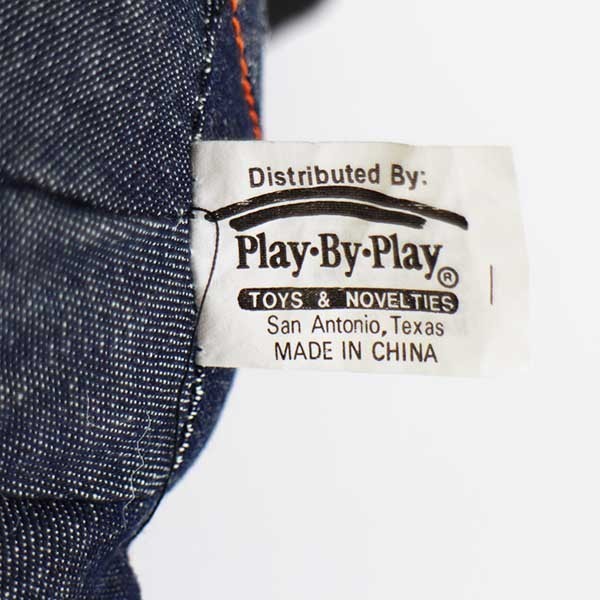 Distributed By:
Play·By·Play®
TOYS & NOVELTIES
San Antonio, Texas
MADE IN CHINA